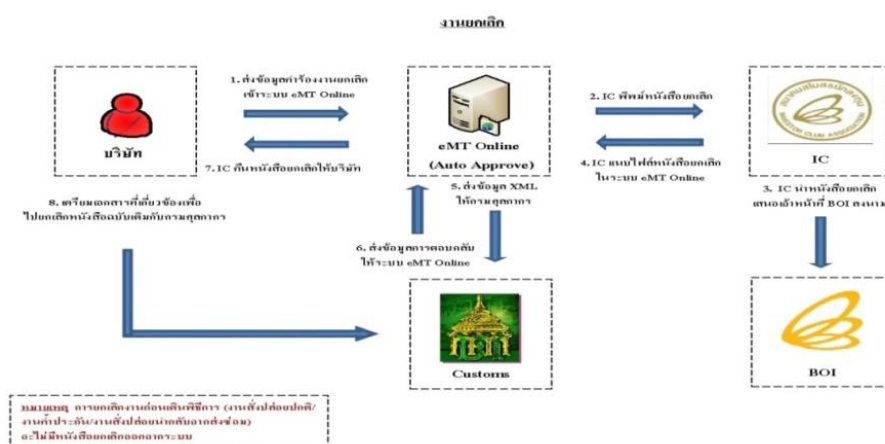 งานยกเลิก
1. ส่งข้อมูลคำร้องงานยกเลิก
เข้าระบบ eMT Online
บริษัท
7. IC คืนหนังสือยกเลิกให้บริษัท
eMT Online
(Auto Approve)
2. IC พิมพ์หนังสือยกเลิก
4. IC แนบไฟล์หนังสือยกเลิก
ในระบบ eMT Online
IC
3. IC นำหนังสือยกเลิก
เสนอเจ้าหน้าที่ BOI ลงนาม
5. ส่งข้อมูล XML
ให้กรมศุลกากร
6. ส่งข้อมูลการตอบกลับ
ให้ระบบ eMT Online
8. เตรียมเอกสารที่เกี่ยวข้องเพื่อ
ไปยกเลิกหนังสือฉบับเดิมกับกรมศุลกากร
Customs
BOI
หมายเหตุ การยกเลิกงานก่อนเดินพิธีการ (งานสั่งปล่อยปกติ/
งานค้ำประกัน/งานสั่งปล่อยนำกลับจากส่งซ่อม)
จะไม่มีหนังสือยกเลิกออกจากระบบ